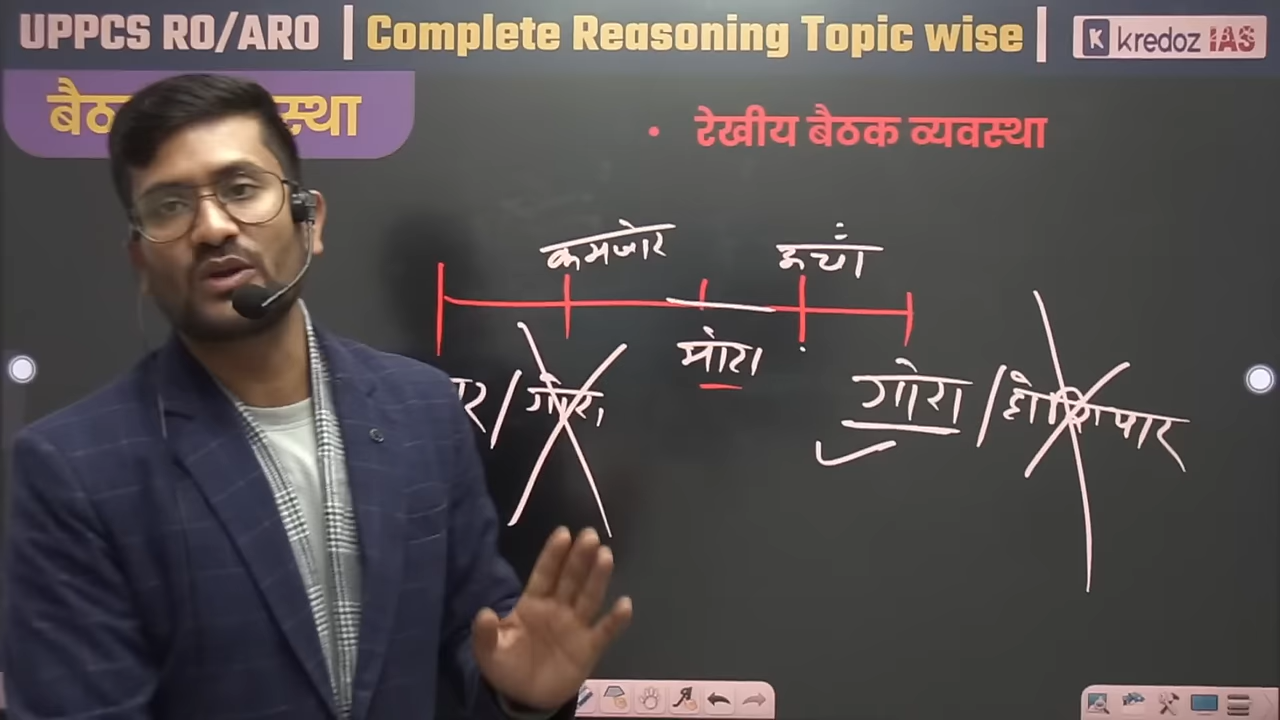 UPPCS RO/ARO | Complete Reasoning Topic wise | K kredoz IAS
• रेखीय बैठक व्यवस्था
कमजोर ऊंचा
मोटा
/ गोरा गोरा / होशियार